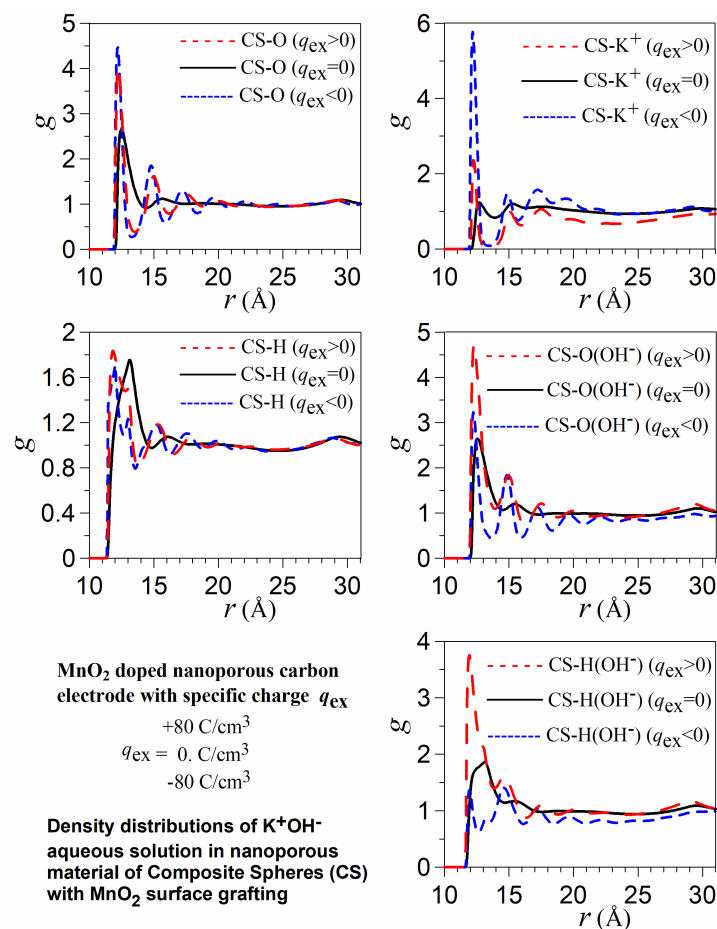 5
4
3
2
1
0
g
CS-O (qex>0)
CS-O (qex=0)
CS-O (qex<0)
10 15 20 25 30
r (Å)
6
4
2
0
g
CS-K+ (qex>0)
CS-K+ (qex=0)
CS-K+ (qex<0)
10 15 20 25 30
r (Å)
2
1.6
1.2
0.8
0.4
0
g
CS-H (qex>0)
CS-H (qex=0)
CS-H (qex<0)
10 15 20 25 30
r (Å)
5
4
3
2
1
0
g
CS-O(OH-) (qex>0)
CS-O(OH-) (qex=0)
CS-O(OH-) (qex<0)
10 15 20 25 30
r (Å)
MnO2 doped nanoporous carbon
electrode with specific charge qex
+80 C/cm3
qex = 0. C/cm3
-80 C/cm3
Density distributions of K+OH-
aqueous solution in nanoporous
material of Composite Spheres (CS)
with MnO2 surface grafting
4
3
2
1
0
g
CS-H(OH-) (qex>0)
CS-H(OH-) (qex=0)
CS-H(OH-) (qex<0)
10 15 20 25 30
r (Å)